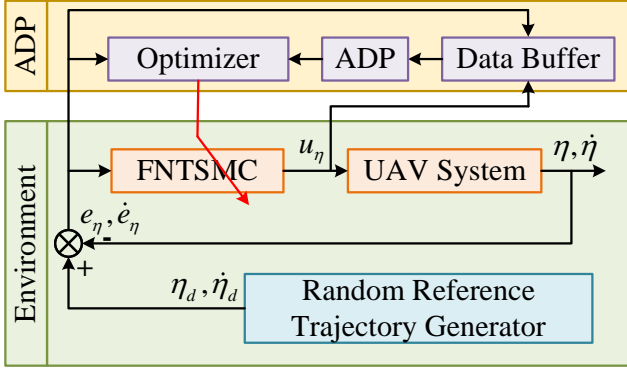 ADP
Optimizer
ADP
Data Buffer
Environment
FNTSMC
u_η
UAV System
η, η̇
e_η, ė_η
-
+
η_d, η̇_d
Random Reference
Trajectory Generator